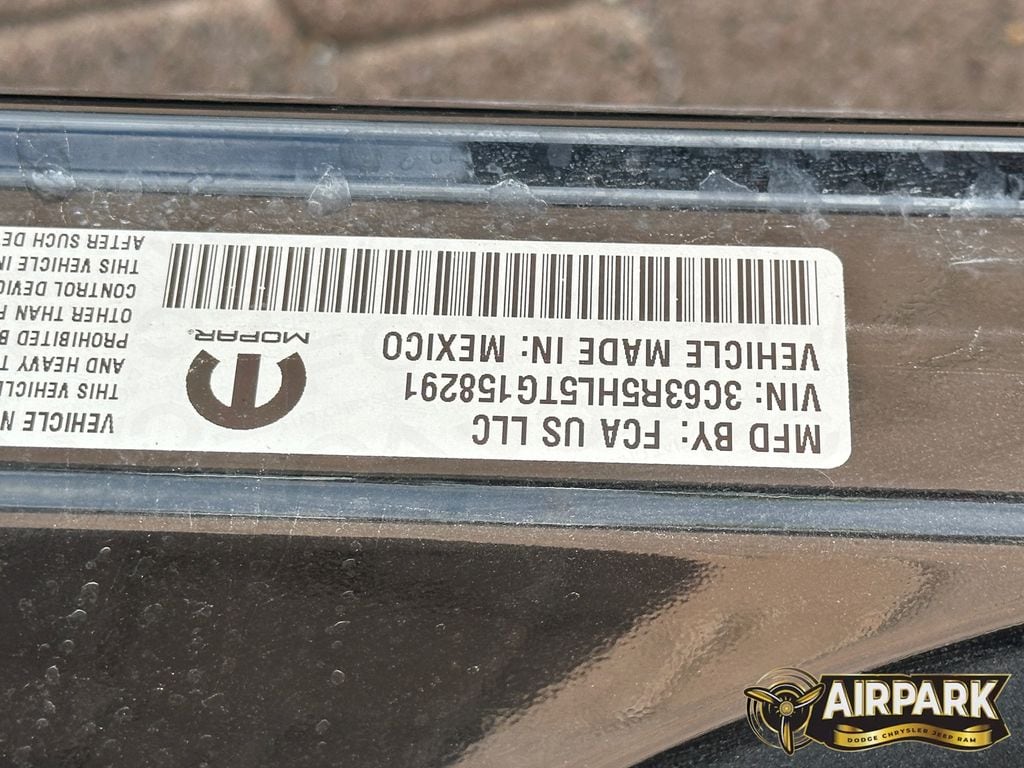 MFD BY: FCA US LLC
VIN: 3C63R5HL5TG158291
VEHICLE MADE IN: MEXICO
MOPAR®
VEHICLE N
THIS VEHICLE
AND HEAVY T
PROHIBITED B
OTHER THAN
CONTROL DEVIC
THIS VEHICLE IN
AFTER SUCH DE
AIRPARK
DODGE CHRYSLER JEEP RAM